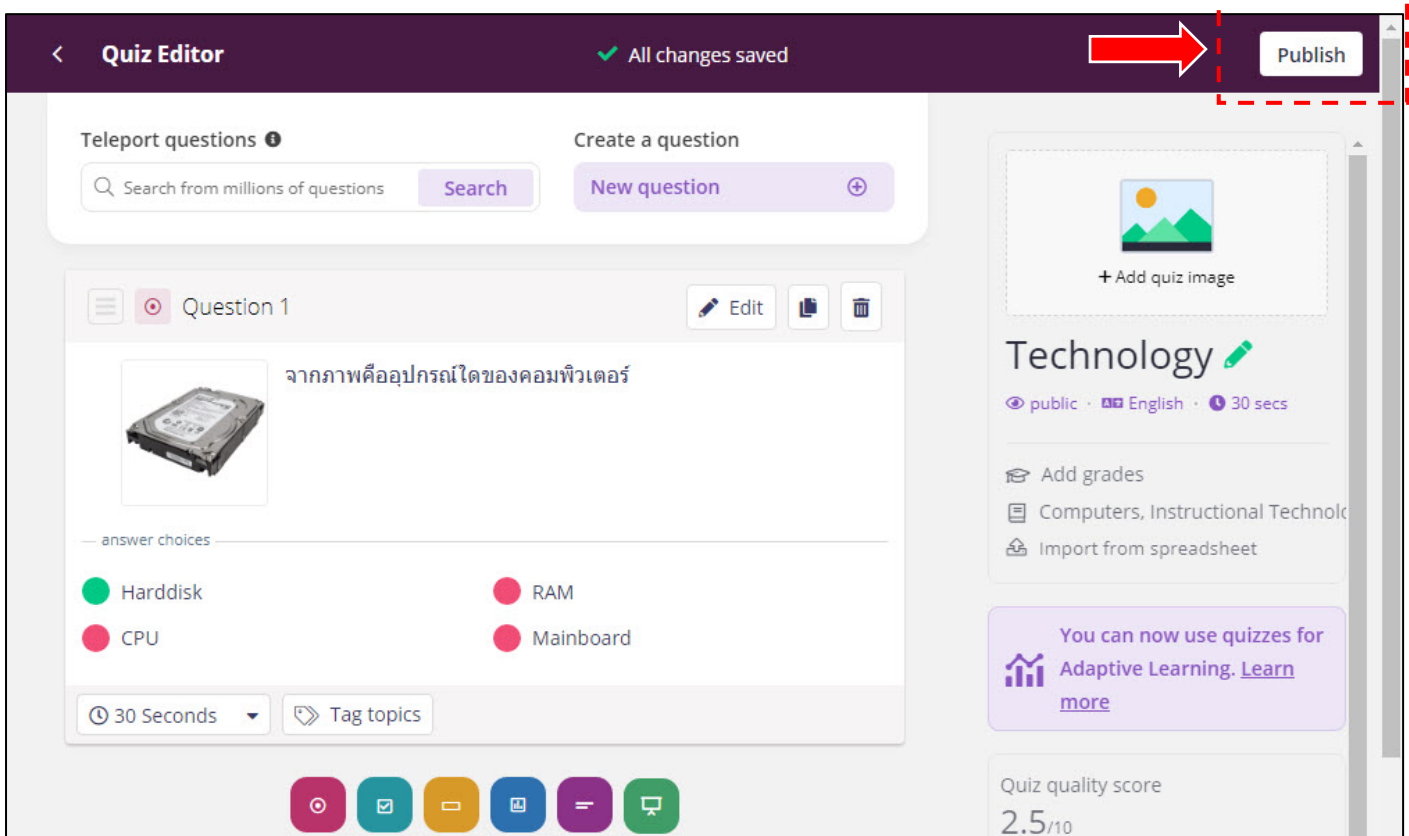 Quiz Editor
All changes saved
Publish
Teleport questions
Create a question
Search from millions of questions
Search
New question
Question 1
Edit
จากภาพคืออุปกรณ์ใดของคอมพิวเตอร์
answer choices
Harddisk
RAM
CPU
Mainboard
30 Seconds
Tag topics
+ Add quiz image
Technology
public · English · 30 secs
Add grades
Computers, Instructional Technolo
Import from spreadsheet
You can now use quizzes for
Adaptive Learning. Learn
more
Quiz quality score
2.5/10